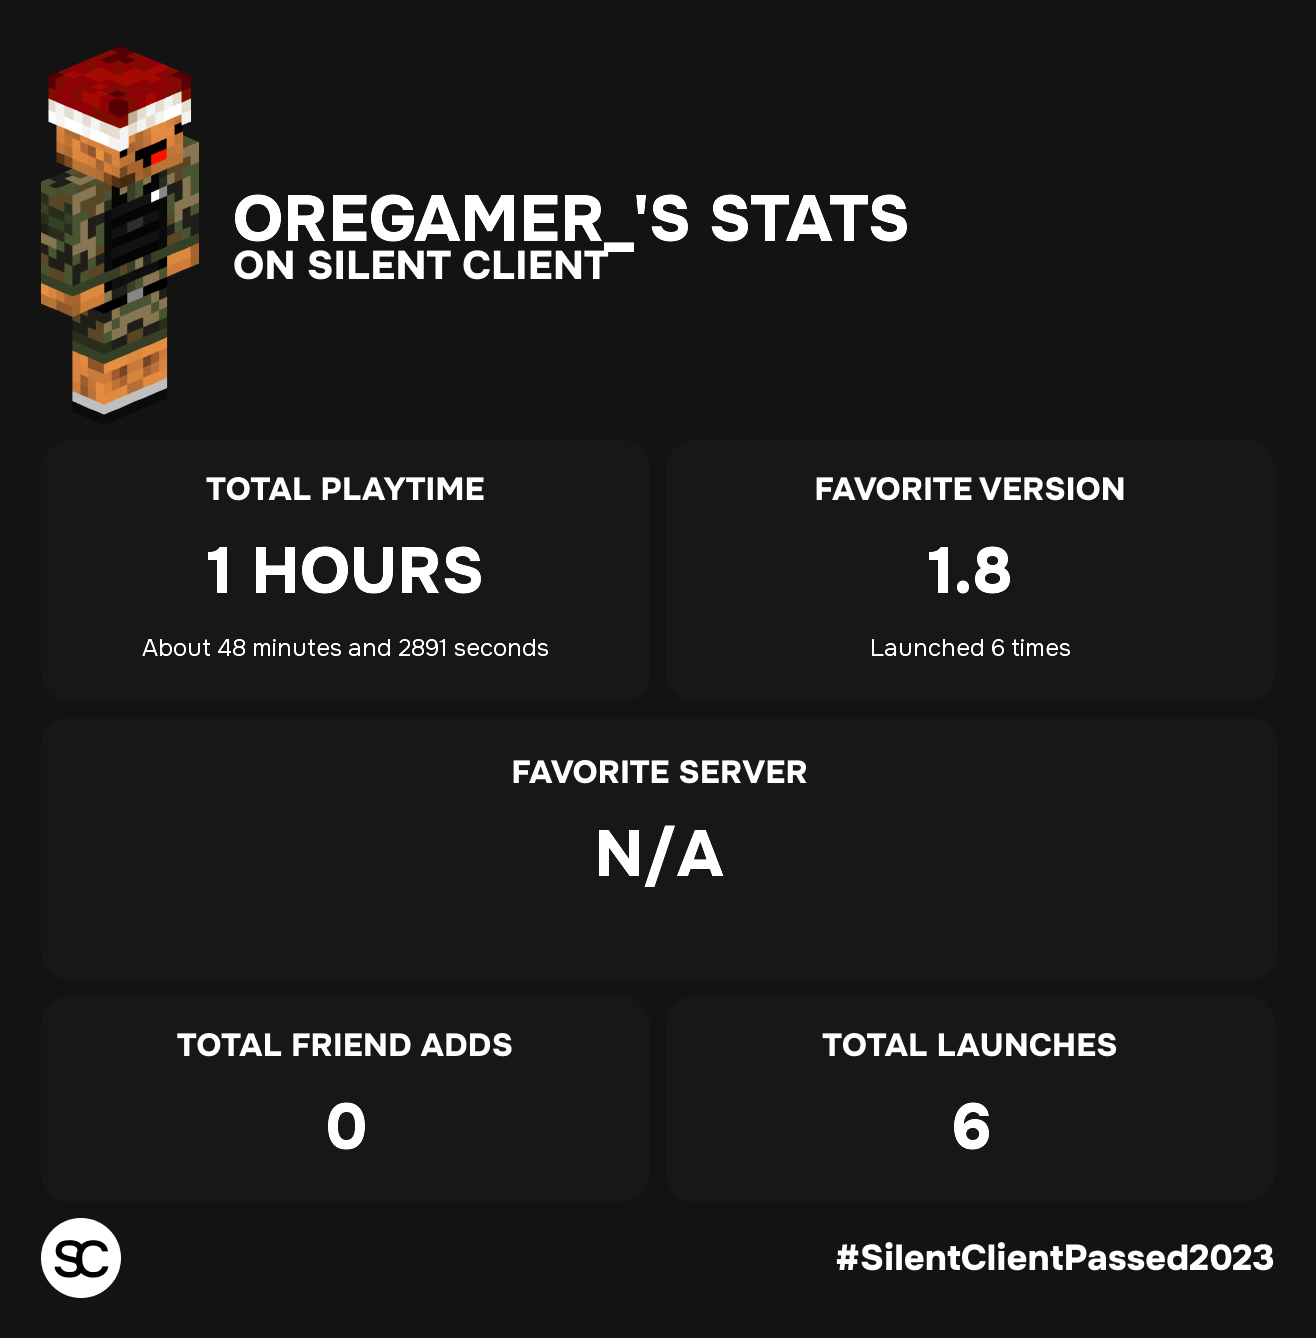 OREGAMER_'S STATS
ON SILENT CLIENT
TOTAL PLAYTIME
1 HOURS
About 48 minutes and 2891 seconds
FAVORITE VERSION
1.8
Launched 6 times
FAVORITE SERVER
N/A
TOTAL FRIEND ADDS
0
TOTAL LAUNCHES
6
SC
#SilentClientPassed2023